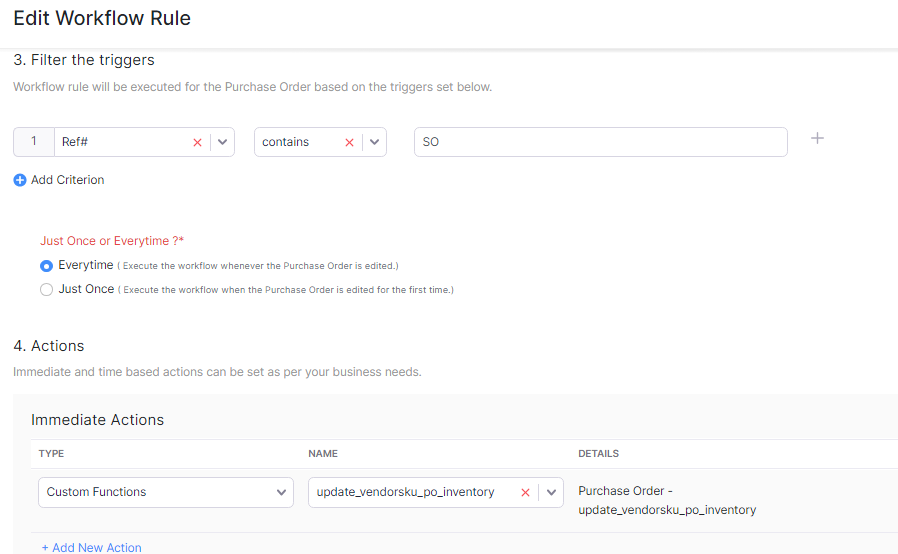 Edit Workflow Rule
3. Filter the triggers
Workflow rule will be executed for the Purchase Order based on the triggers set below.
1 Ref# contains SO
Add Criterion
Just Once or Everytime ?*
Everytime ( Execute the workflow whenever the Purchase Order is edited.)
Just Once ( Execute the workflow when the Purchase Order is edited for the first time.)
4. Actions
Immediate and time based actions can be set as per your business needs.
Immediate Actions
TYPE NAME DETAILS
Custom Functions update_vendorsku_po_inventory Purchase Order -
update_vendorsku_po_inventory
+ Add New Action